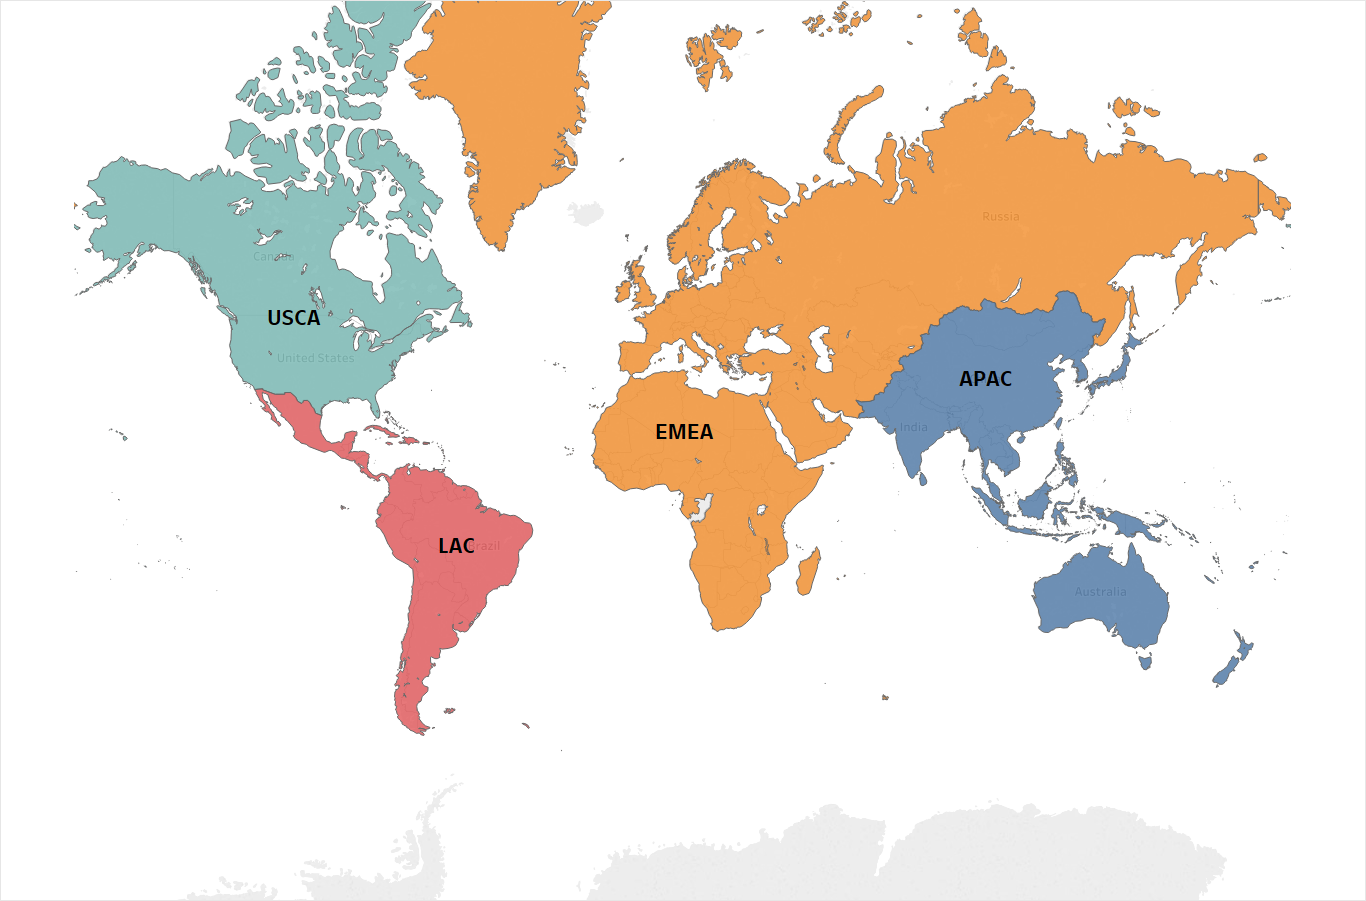 Russia
Canada
USCA
United States
APAC
India
EMEA
LAC
Brazil
Australia